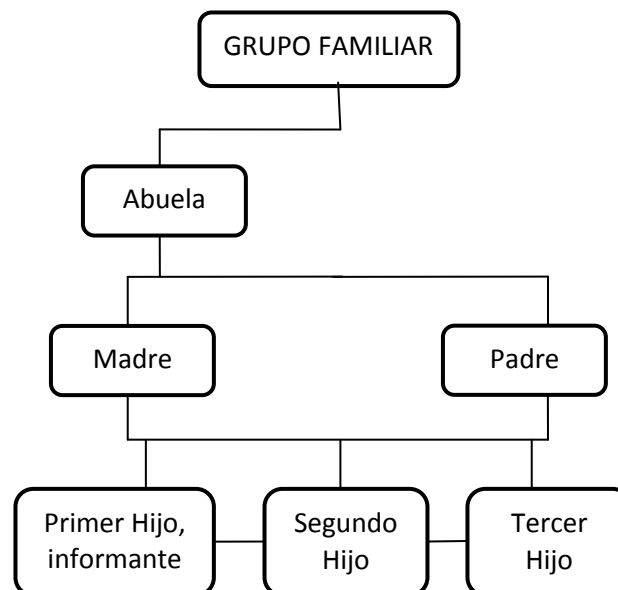 GRUPO FAMILIAR
Abuela
Madre
Padre
Primer Hijo,
informante
Segundo
Hijo
Tercer
Hijo